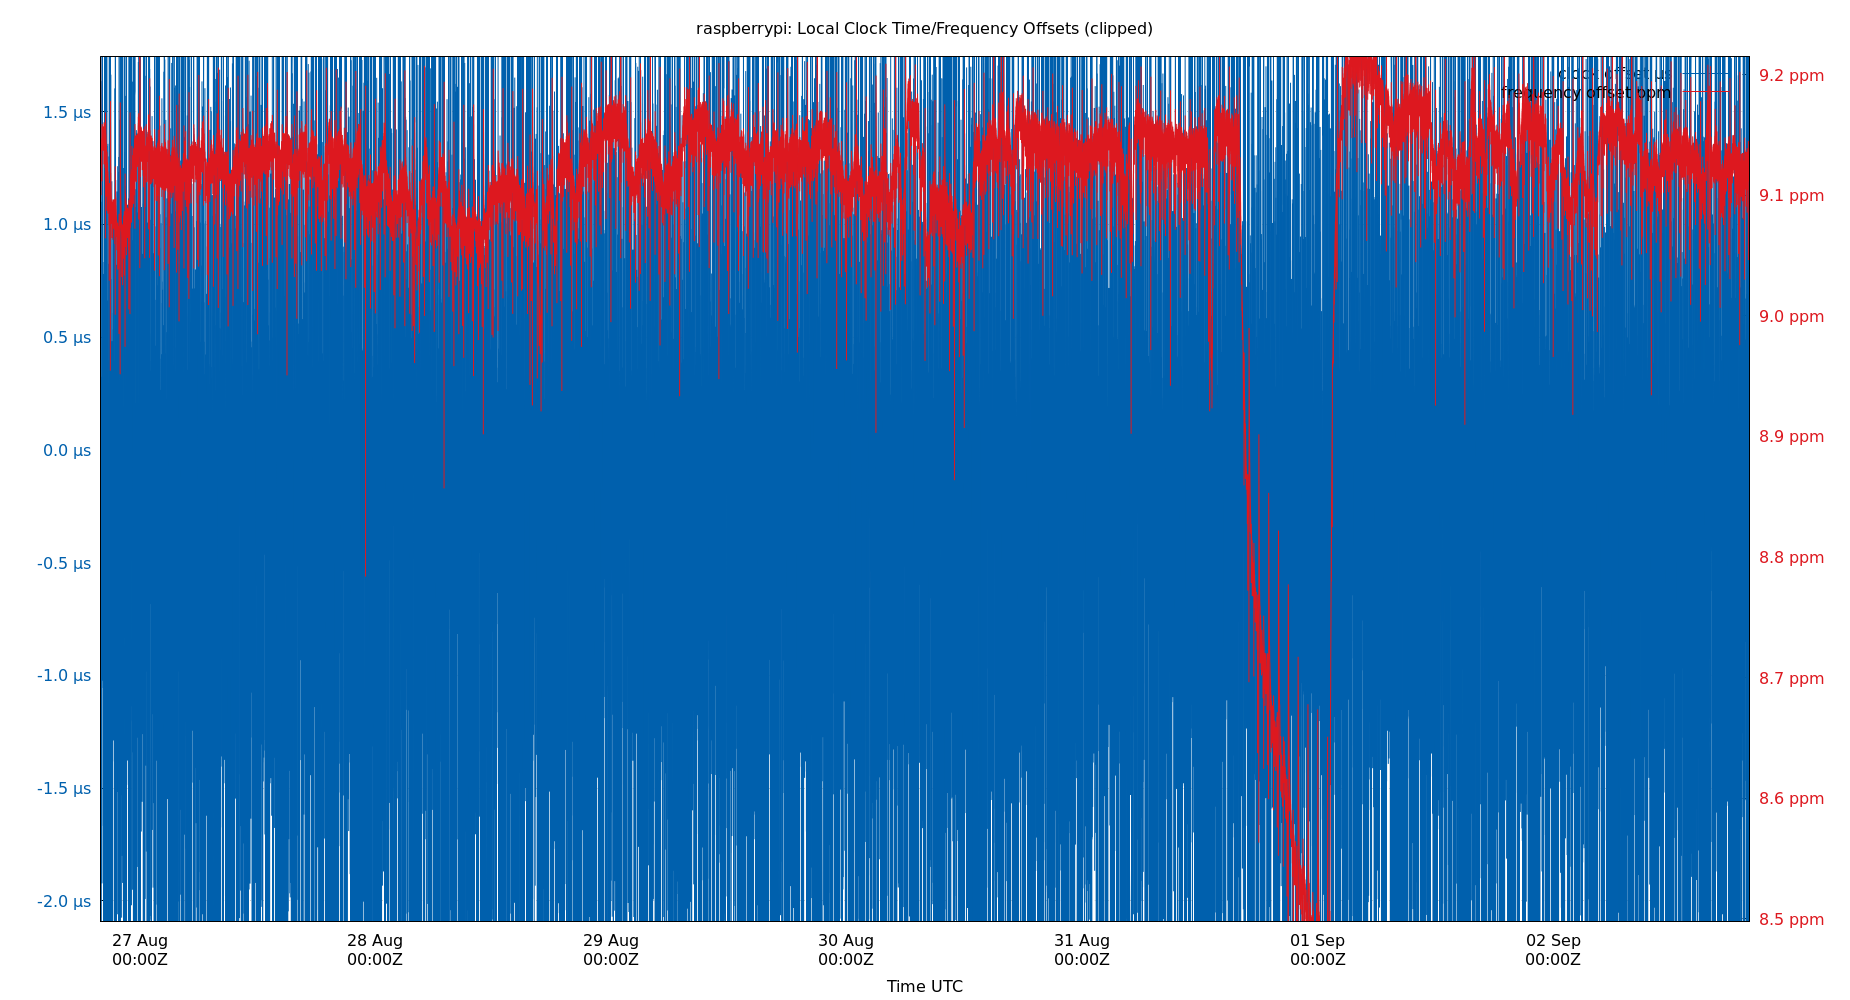 raspberrypi: Local Clock Time/Frequency Offsets (clipped)
clock offset µs
frequency offset ppm
1.5 µs
1.0 µs
0.5 µs
0.0 µs
-0.5 µs
-1.0 µs
-1.5 µs
-2.0 µs
9.2 ppm
9.1 ppm
9.0 ppm
8.9 ppm
8.8 ppm
8.7 ppm
8.6 ppm
8.5 ppm
27 Aug 28 Aug 29 Aug 30 Aug 31 Aug 01 Sep 02 Sep
00:00Z 00:00Z 00:00Z 00:00Z 00:00Z 00:00Z 00:00Z
Time UTC